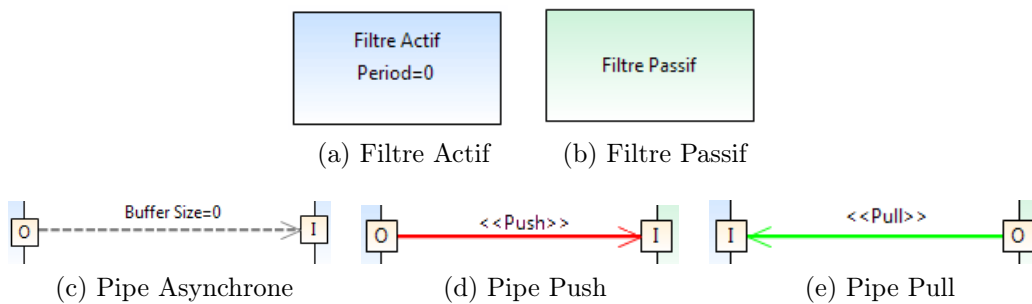 Filtre Actif
Period=0
Filtre Passif
(a) Filtre Actif
(b) Filtre Passif
O
Buffer Size=0
I
O
<<Push>>
I
I
<<Pull>>
O
(c) Pipe Asynchrone
(d) Pipe Push
(e) Pipe Pull